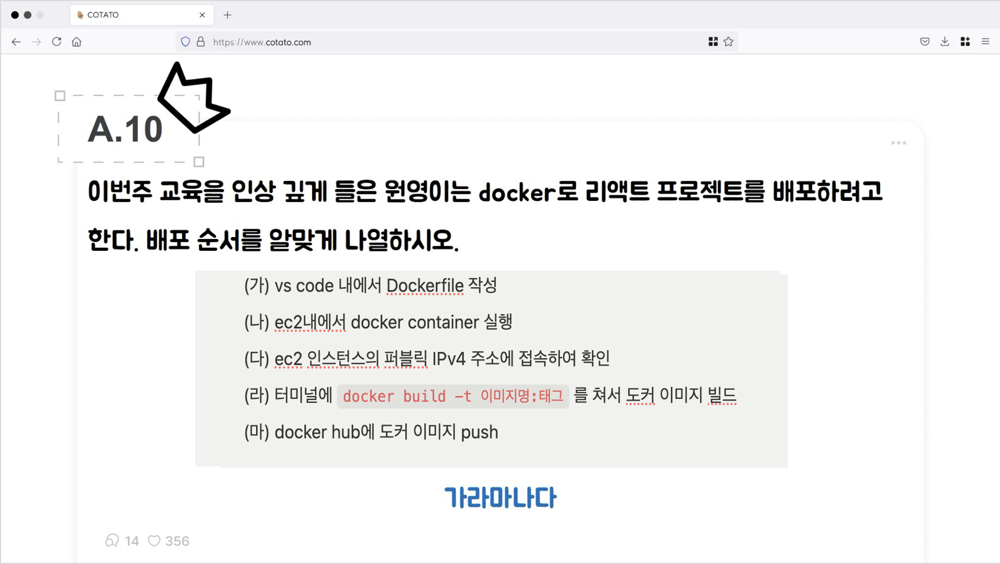 COTATO
https://www.cotato.com
A.10
이번주 교육을 인상 깊게 들은 원영이는 docker로 리액트 프로젝트를 배포하려고
한다. 배포 순서를 알맞게 나열하시오.
(가) vs code 내에서 Dockerfile 작성
(나) ec2내에서 docker container 실행
(다) ec2 인스턴스의 퍼블릭 IPv4 주소에 접속하여 확인
(라) 터미널에 docker build -t 이미지명:태그 를 쳐서 도커 이미지 빌드
(마) docker hub에 도커 이미지 push
가라마나다
14 356